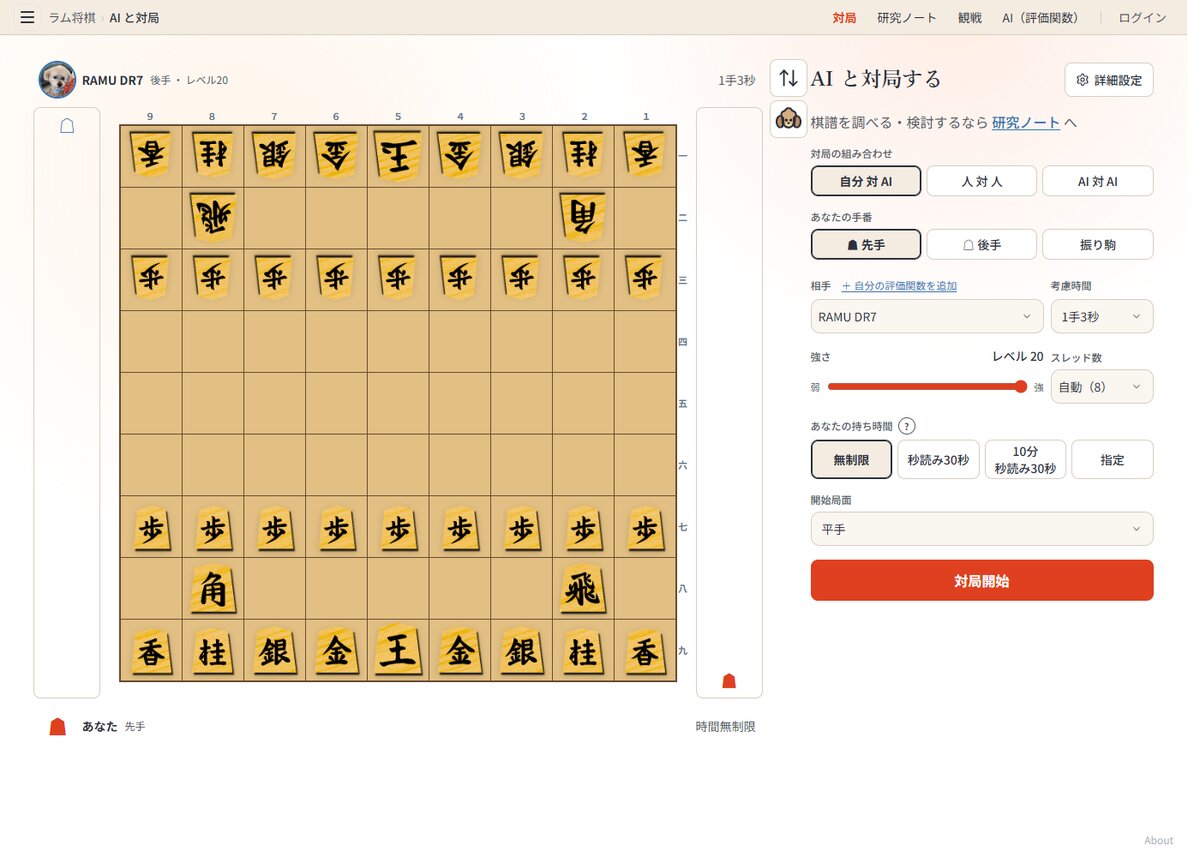 ラム将棋 › AI と対局
対局 研究ノート 観戦 AI（評価関数） ログイン
RAMU DR7 後手・レベル20 1手3秒
9 8 7 6 5 4 3 2 1
香 桂 銀 金 王 金 銀 桂 香 一
飛 角 二
歩 歩 歩 歩 歩 歩 歩 歩 歩 三
四
五
六
歩 歩 歩 歩 歩 歩 歩 歩 歩 七
角 飛 八
香 桂 銀 金 王 金 銀 桂 香 九
あなた 先手 時間無制限
AI と対局する
詳細設定
棋譜を調べる・検討するなら 研究ノート へ
対局の組み合わせ
自分 対 AI 人 対 人 AI 対 AI
あなたの手番
先手 後手 振り駒
相手 ＋ 自分の評価関数を追加 考慮時間
RAMU DR7 1手3秒
強さ レベル 20 スレッド数
弱 強 自動（8）
あなたの持ち時間 ?
無制限 秒読み30秒 10分 秒読み30秒 指定
開始局面
平手
対局開始
About